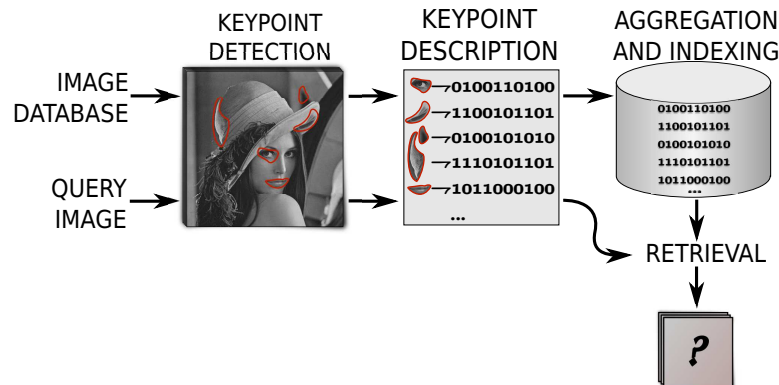 KEYPOINT
DETECTION
KEYPOINT
DESCRIPTION
AGGREGATION
AND INDEXING
IMAGE
DATABASE
QUERY
IMAGE
0100110100
1100101101
0100101010
1110101101
1011000100
...
0100110100
1100101101
0100101010
1110101101
1011000100
...
RETRIEVAL
?